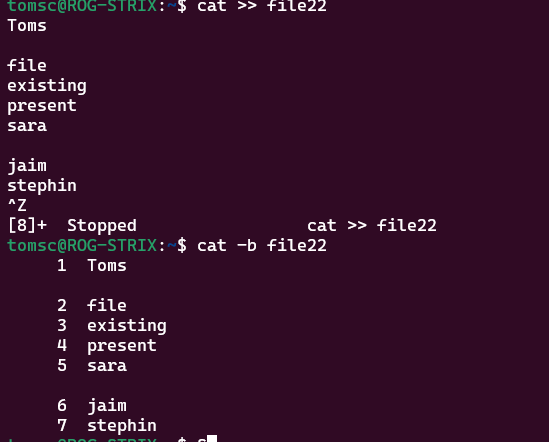 tomsc@ROG-STRIX:~$ cat >> file22
Toms
file
existing
present
sara
jaim
stephin
^Z
[8]+  Stopped                 cat >> file22
tomsc@ROG-STRIX:~$ cat -b file22
     1  Toms
     2  file
     3  existing
     4  present
     5  sara
     6  jaim
     7  stephin
tomsc@ROG-STRIX:~$